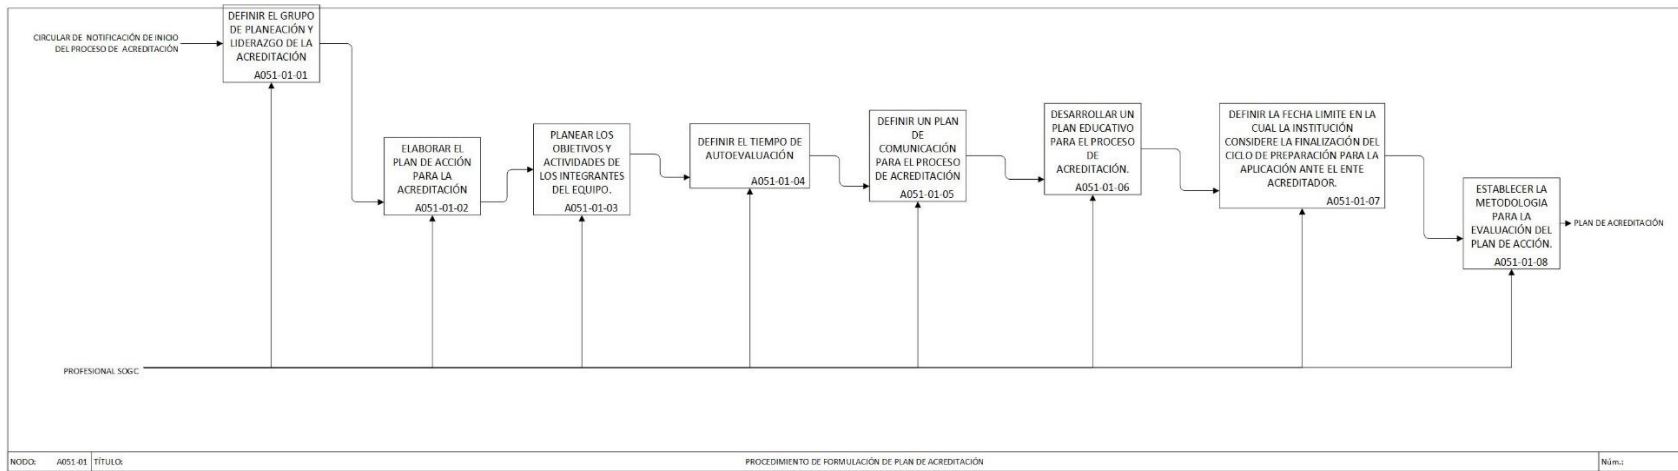 CIRCULAR DE NOTIFICACIÓN DE INICIO
DEL PROCESO DE ACREDITACIÓN
DEFINIR EL GRUPO
DE PLANEACIÓN Y
LIDERAZGO DE LA
ACREDITACIÓN
A051-01-01
ELABORAR EL
PLAN DE ACCIÓN
PARA LA
ACREDITACIÓN
A051-01-02
PLANEAR LOS
OBJETIVOS Y
ACTIVIDADES DE
LOS INTEGRANTES
DEL EQUIPO.
A051-01-03
DEFINIR EL TIEMPO DE
AUTOEVALUACIÓN
A051-01-04
DEFINIR UN PLAN
DE
COMUNICACIÓN
PARA EL PROCESO
DE ACREDITACIÓN
A051-01-05
DESARROLLAR UN
PLAN EDUCATIVO
PARA EL PROCESO
DE
ACREDITACIÓN.
A051-01-06
DEFINIR LA FECHA LIMITE EN LA
CUAL LA INSTITUCIÓN
CONSIDERE LA FINALIZACIÓN DEL
CICLO DE PREPARACIÓN PARA LA
APLICACIÓN ANTE EL ENTE
ACREDITADOR.
A051-01-07
ESTABLECER LA
METODOLOGIA
PARA LA
EVALUACIÓN DEL
PLAN DE ACCIÓN.
A051-01-08
PLAN DE ACREDITACIÓN
PROFESIONAL SOGC
NODO: A051-01 TÍTULO: PROCEDIMIENTO DE FORMULACIÓN DE PLAN DE ACREDITACIÓN Núm.: